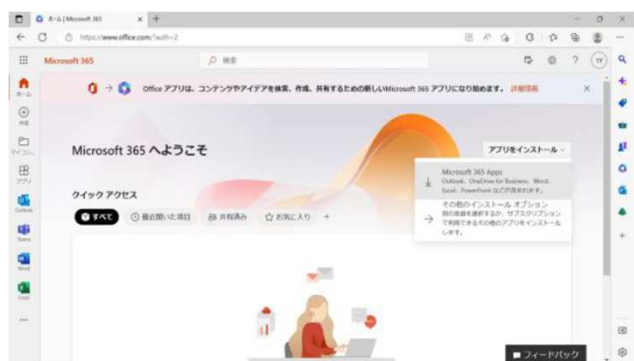 ホーム | Microsoft 365
https://www.office.com/?auth=2
Microsoft 365
検索
?
TY
Office アプリは、コンテンツやアイデアを検索、作成、共有するための新しいMicrosoft 365 アプリになり始めます。 詳細情報
ホーム
作成
アプリ
Outlook
Teams
Word
Excel
Microsoft 365 へようこそ
アプリをインストール
Microsoft 365 Apps
Outlook、OneDrive for Business、Word、
Excel、PowerPoint などが含まれます。
その他のインストール オプション
別の言語を選択するか、サブスクリプション
で利用できるその他のアプリをインストール
します。
クイック アクセス
すべて
最近開いた項目
共有済み
お気に入り
フィードバック